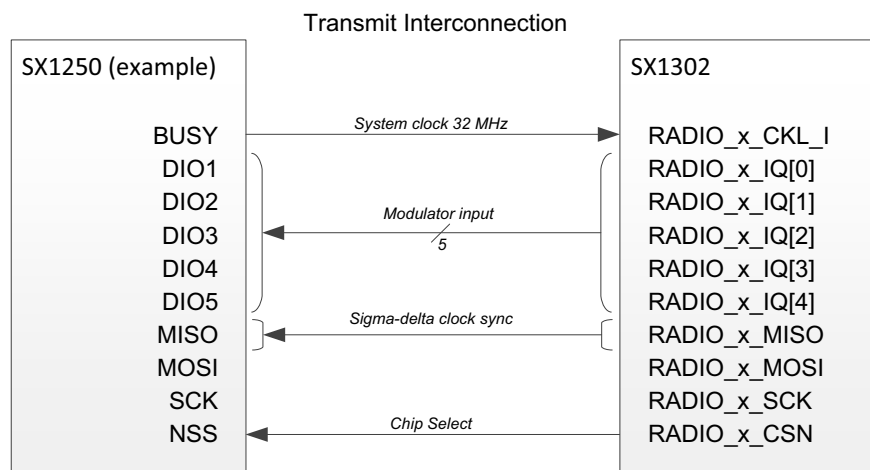 Transmit Interconnection
SX1250 (example)
SX1302
BUSY
System clock 32 MHz
RADIO_x_CKL_I
DIO1
RADIO_x_IQ[0]
DIO2
RADIO_x_IQ[1]
Modulator input
DIO3
5
RADIO_x_IQ[2]
DIO4
RADIO_x_IQ[3]
DIO5
RADIO_x_IQ[4]
Sigma-delta clock sync
MISO
RADIO_x_MISO
MOSI
RADIO_x_MOSI
SCK
RADIO_x_SCK
Chip Select
NSS
RADIO_x_CSN